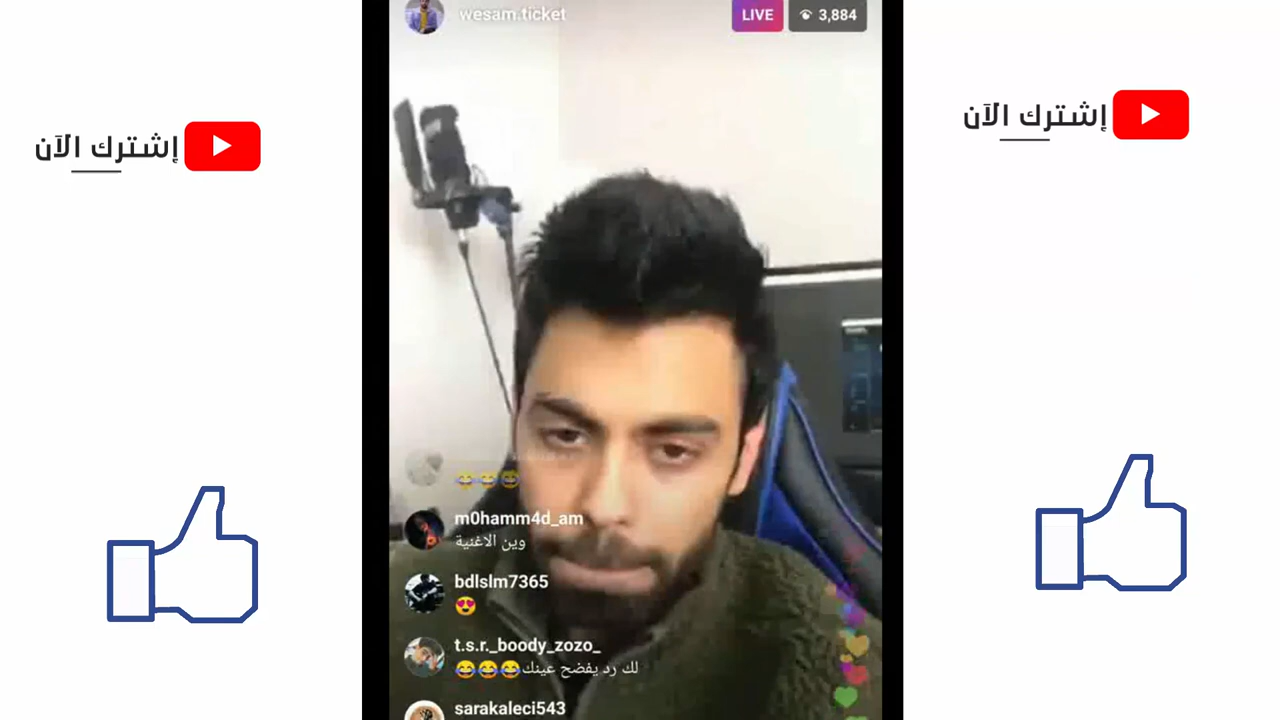 wesam.ticket
LIVE
3,884
إشترك الآن
إشترك الآن
😂😂😂
m0hamm4d_am
وين الاغنية
bdlslm7365
😍
t.s.r._boody_zozo_
لك رد يفضح عينك😂😂😂
sarakaleci543